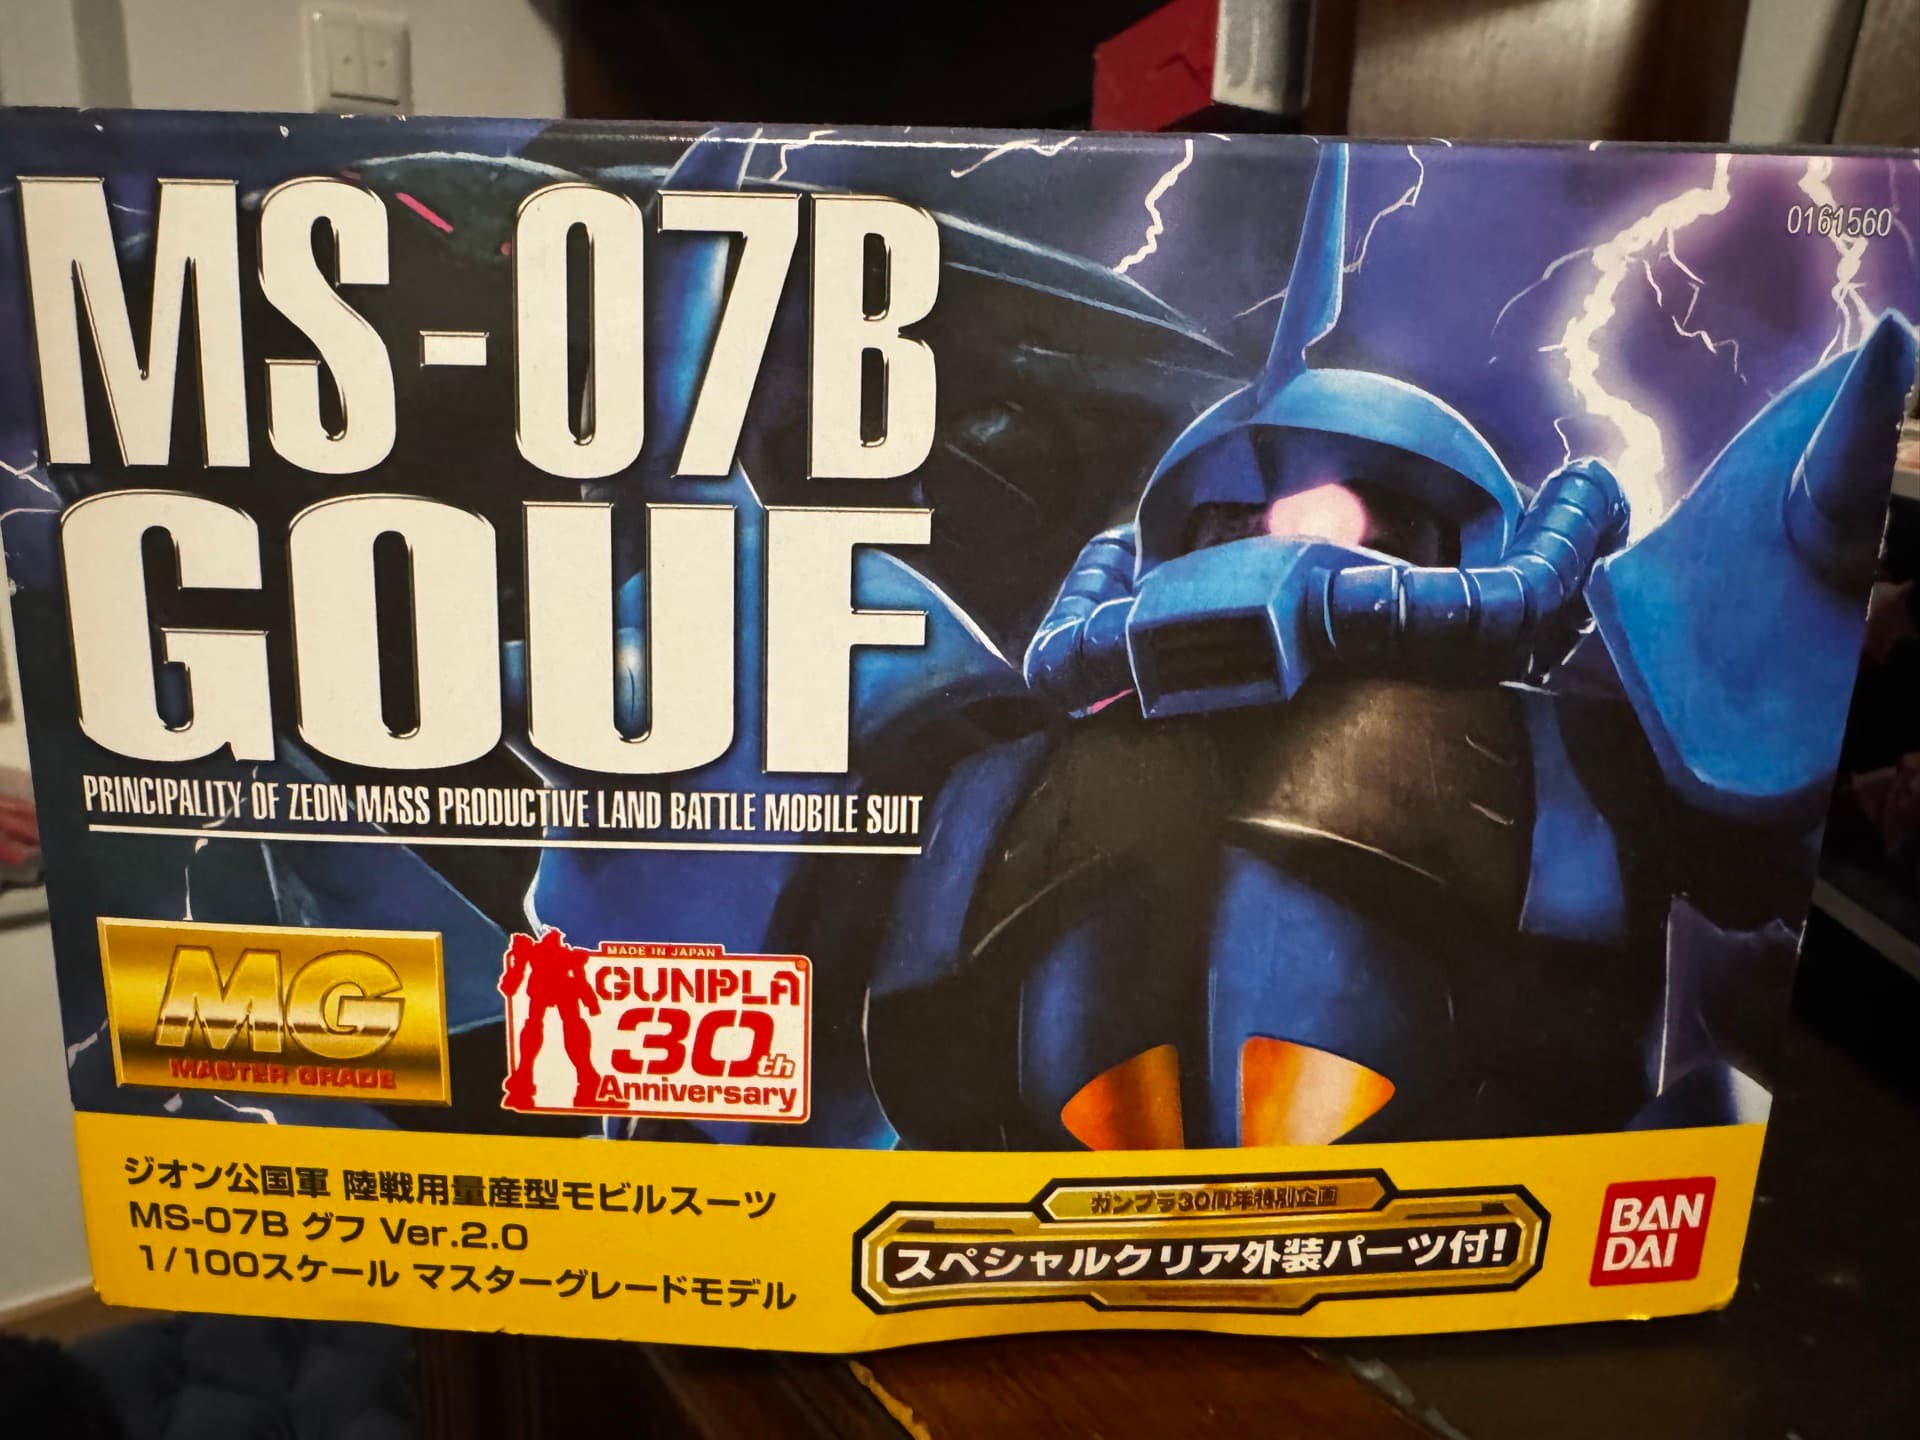 0161560
MS-07B
GOUF
PRINCIPALITY OF ZEON MASS PRODUCTIVE LAND BATTLE MOBILE SUIT
MG
MASTER GRADE
MADE IN JAPAN
GUNPLA
30th
Anniversary
ジオン公国軍 陸戦用量産型モビルスーツ
MS-07B グフ Ver.2.0
1/100スケール マスターグレードモデル
ガンプラ30周年特別企画
スペシャルクリア外装パーツ付!
BAN
DAI